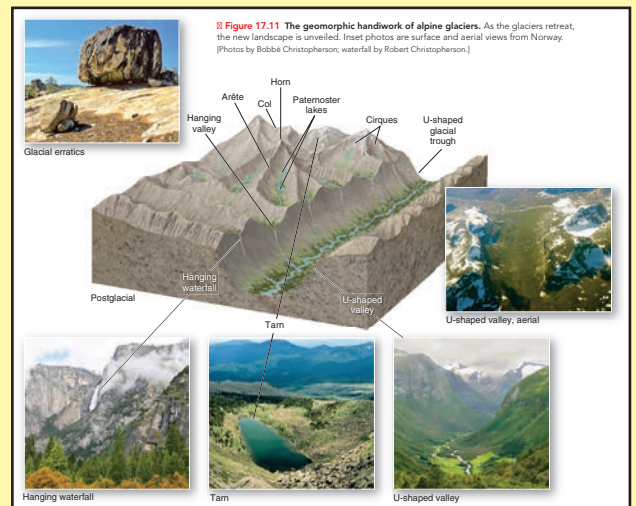 Figure 17.11 The geomorphic handiwork of alpine glaciers. As the glaciers retreat,
the new landscape is unveiled. Inset photos are surface and aerial views from Norway.
[Photos by Bobbé Christopherson; waterfall by Robert Christopherson.]
Glacial erratics
Horn
Arête
Col
Paternoster
lakes
Hanging
valley
Cirques
U-shaped
glacial
trough
Hanging
waterfall
Postglacial
U-shaped
valley
Tarn
U-shaped valley, aerial
Hanging waterfall
Tarn
U-shaped valley